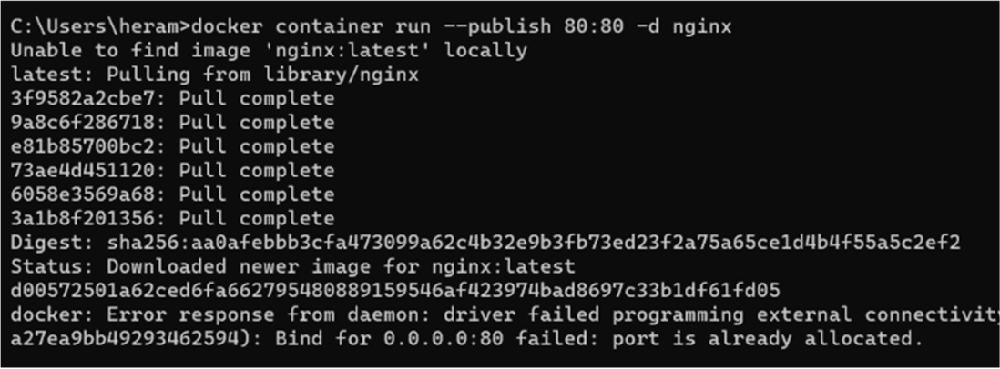 C:\Users\heram>docker container run --publish 80:80 -d nginx
Unable to find image 'nginx:latest' locally
latest: Pulling from library/nginx
3f9582a2cbe7: Pull complete
9a8c6f286718: Pull complete
e81b85700bc2: Pull complete
73ae4d451120: Pull complete
6058e3569a68: Pull complete
3a1b8f201356: Pull complete
Digest: sha256:aa0afebbb3cfa473099a62c4b32e9b3fb73ed23f2a75a65ce1d4b4f55a5c2ef2
Status: Downloaded newer image for nginx:latest
d00572501a62ced6fa662795480889159546af423974bad8697c33b1df61fd05
docker: Error response from daemon: driver failed programming external connectivity
a27ea9bb49293462594): Bind for 0.0.0.0:80 failed: port is already allocated.